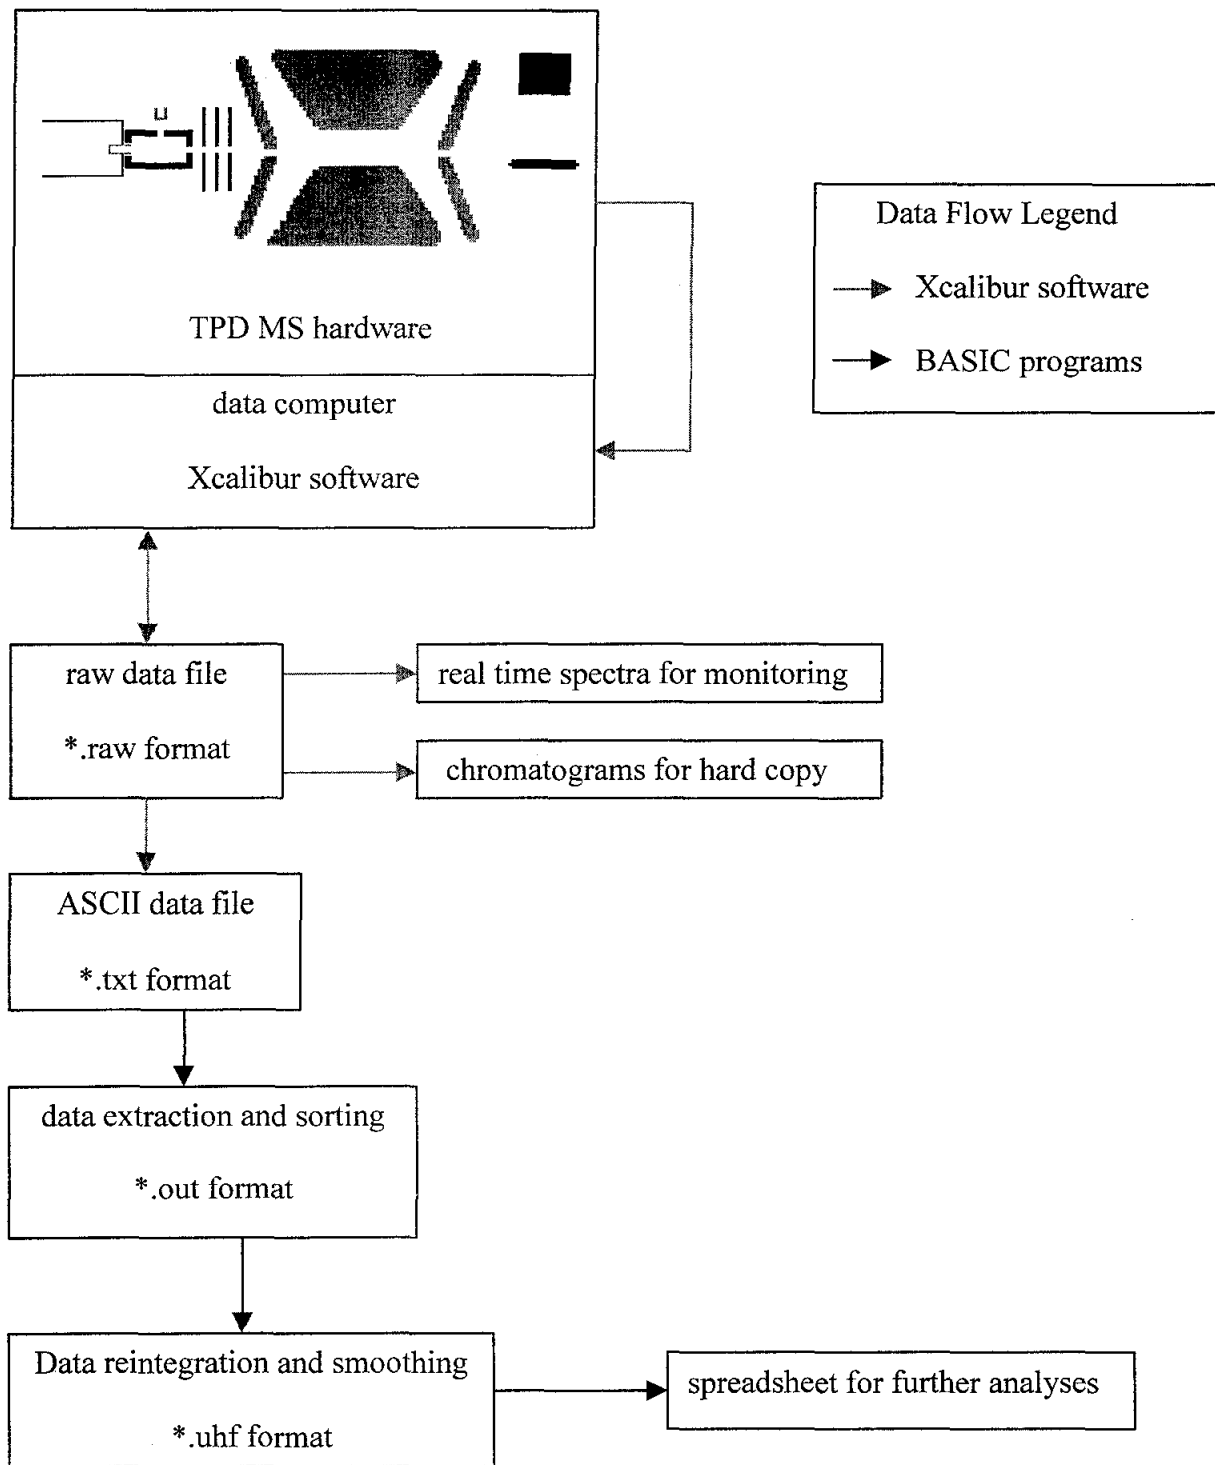 TPD MS hardware
data computer
Xcalibur software
Data Flow Legend
Xcalibur software
BASIC programs
raw data file
*.raw format
real time spectra for monitoring
chromatograms for hard copy
ASCII data file
*.txt format
data extraction and sorting
*.out format
Data reintegration and smoothing
*.uhf format
spreadsheet for further analyses